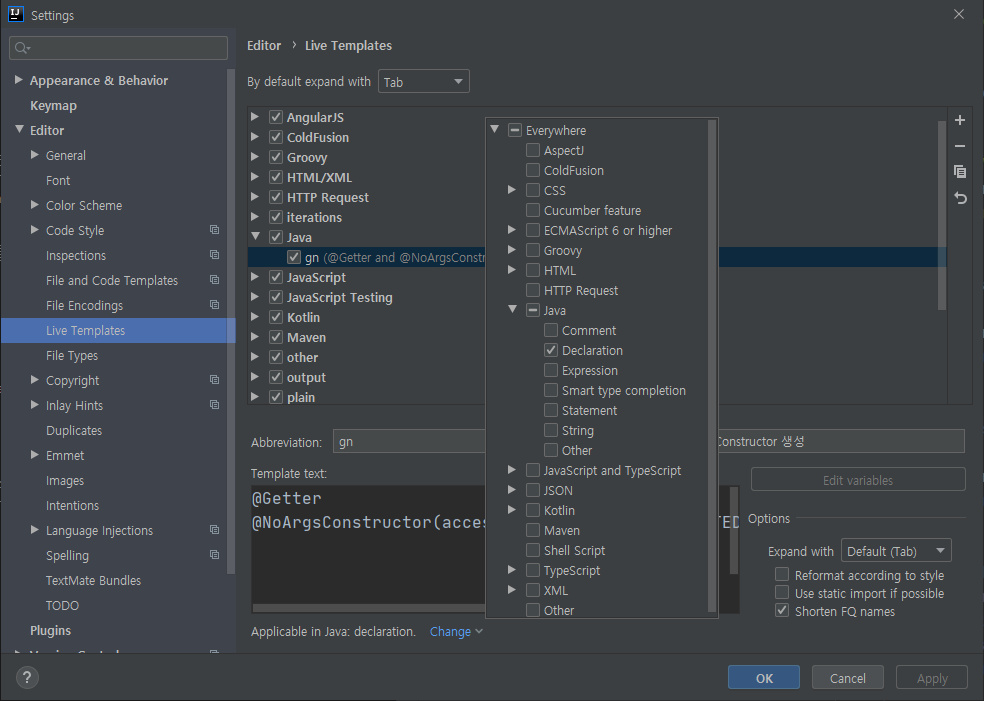 IJ
Settings
Editor › Live Templates
By default expand with Tab
Appearance & Behavior
Keymap
Editor
General
Font
Color Scheme
Code Style
Inspections
File and Code Templates
File Encodings
Live Templates
File Types
Copyright
Inlay Hints
Duplicates
Emmet
Images
Intentions
Language Injections
Spelling
TextMate Bundles
TODO
Plugins
AngularJS
ColdFusion
Groovy
HTML/XML
HTTP Request
iterations
Java
gn (@Getter and @NoArgsConstr
JavaScript
JavaScript Testing
Kotlin
Maven
other
output
plain
Everywhere
AspectJ
ColdFusion
CSS
Cucumber feature
ECMAScript 6 or higher
Groovy
HTML
HTTP Request
Java
Comment
Declaration
Expression
Smart type completion
Statement
String
Other
JavaScript and TypeScript
JSON
Kotlin
Maven
Shell Script
TypeScript
XML
Other
Abbreviation: gn
Constructor 생성
Template text:
@Getter
@NoArgsConstructor(acces
TED
Edit variables
Options
Expand with Default (Tab)
Reformat according to style
Use static import if possible
Shorten FQ names
Applicable in Java: declaration. Change
?
OK
Cancel
Apply